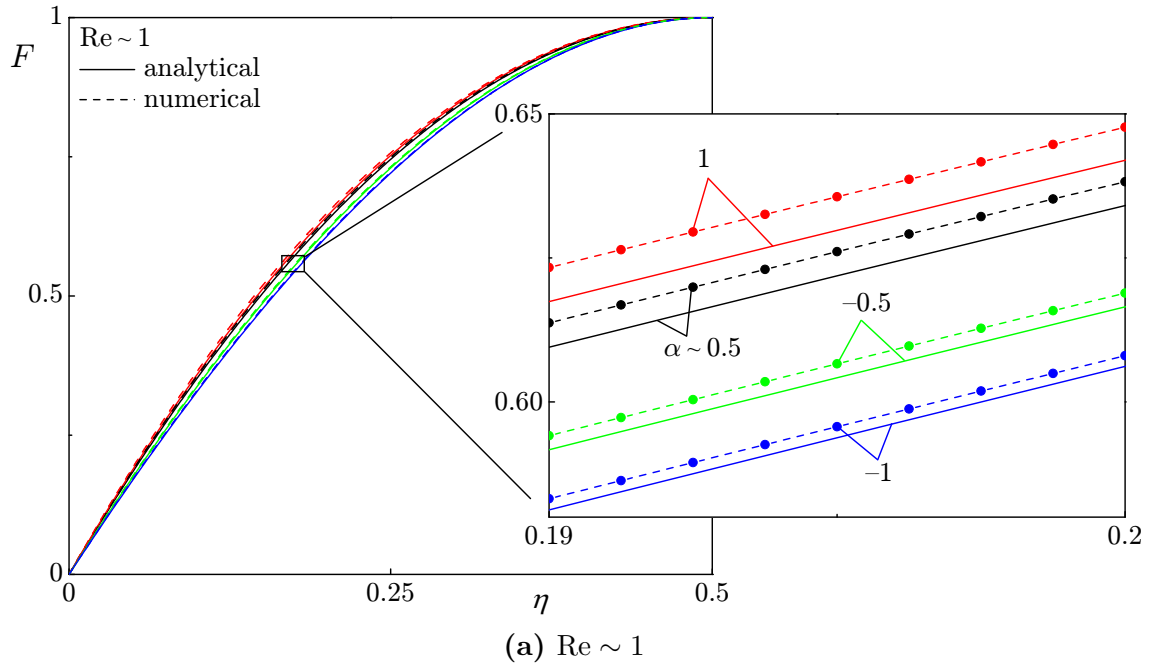 1
F
Re ~ 1
analytical
numerical
0.5
0
0 0.25 0.5
η
0.65
0.60
0.19 0.2
1
α ~ 0.5
–0.5
–1
(a) Re ∼ 1